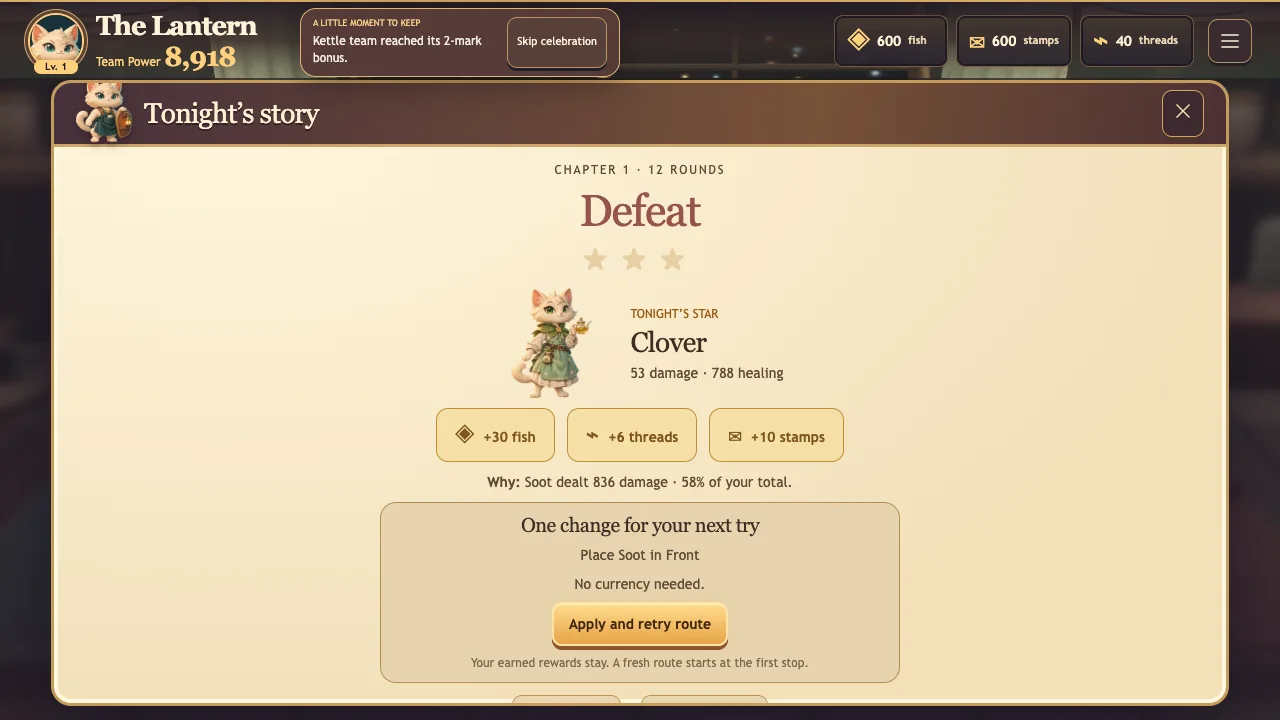 The Lantern
Team Power 8,918
Lv. 1
A LITTLE MOMENT TO KEEP
Kettle team reached its 2-mark
bonus.
Skip celebration
600 fish
600 stamps
40 threads
Tonight’s story
CHAPTER 1 · 12 ROUNDS
Defeat
TONIGHT’S STAR
Clover
53 damage · 788 healing
+30 fish
+6 threads
+10 stamps
Why: Soot dealt 836 damage · 58% of your total.
One change for your next try
Place Soot in Front
No currency needed.
Apply and retry route
Your earned rewards stay. A fresh route starts at the first stop.